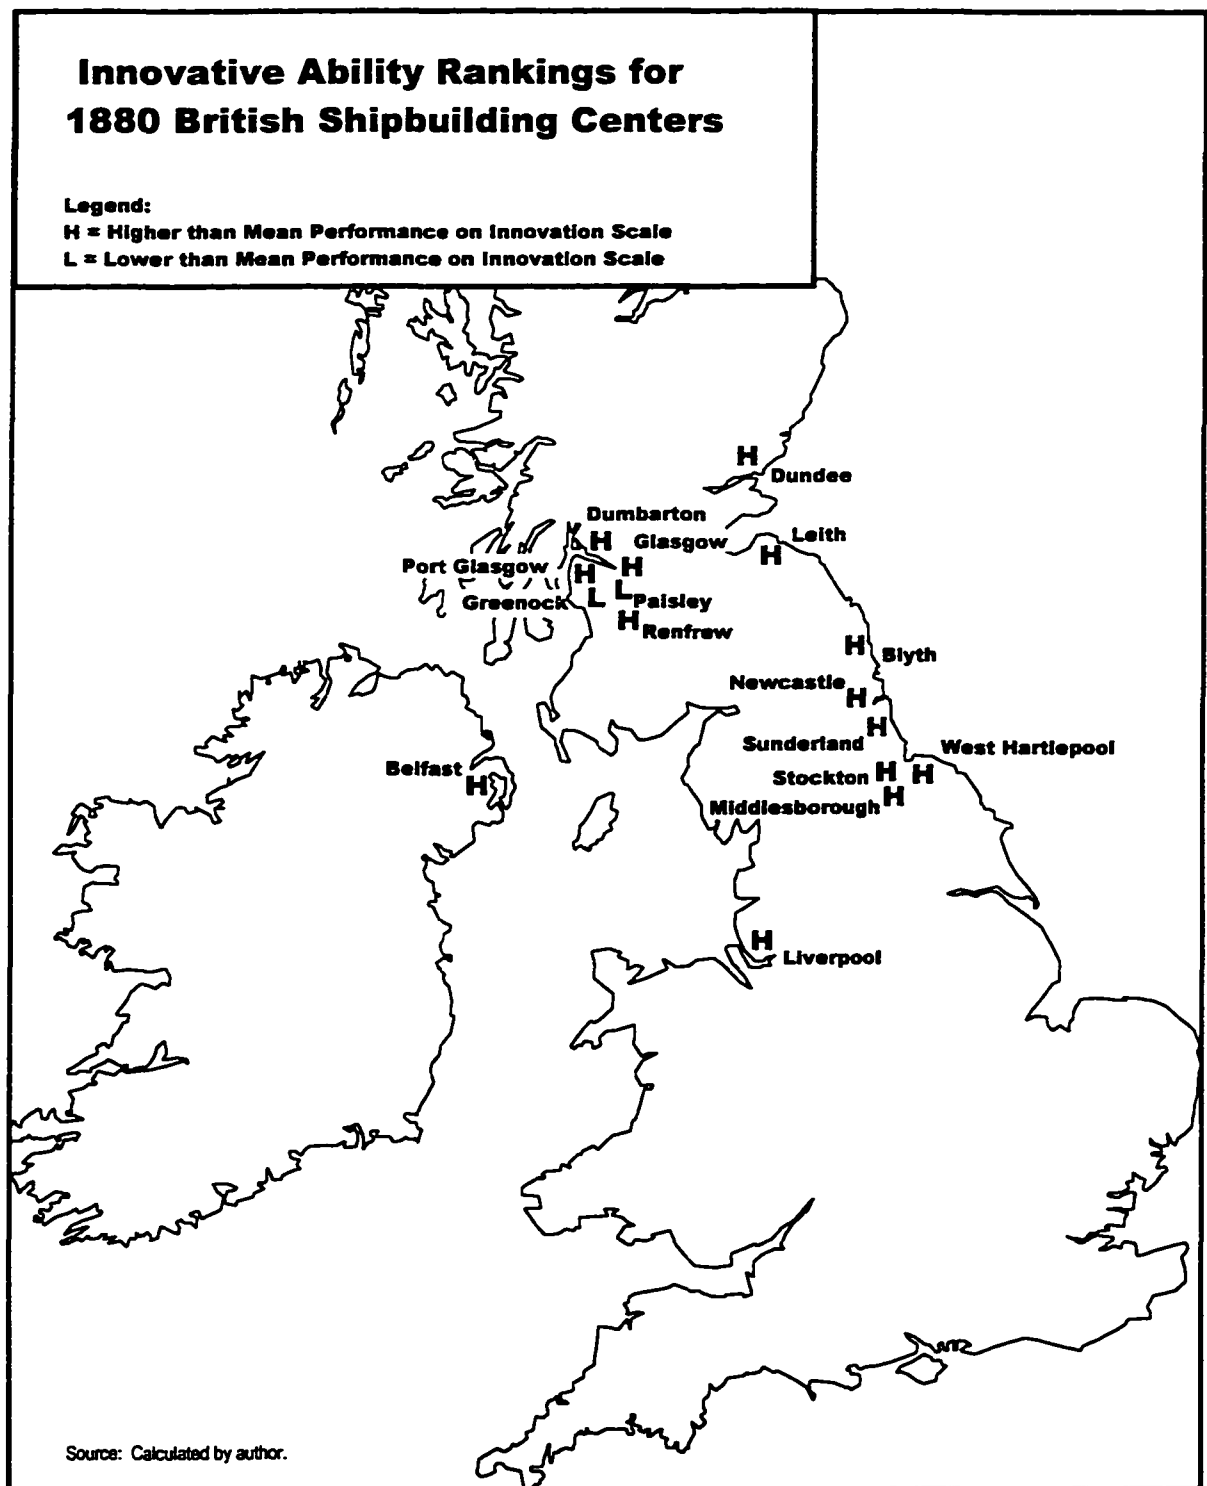 Innovative Ability Rankings for
1880 British Shipbuilding Centers
Legend:
H = Higher than Mean Performance on Innovation Scale
L = Lower than Mean Performance on Innovation Scale
H
Dundee
Dumbarton
H
Glasgow
Leith
H
Port Glasgow
H
H
Greenock
L
L
Paisley
H
Renfrew
H
Blyth
Newcastle
H
H
Sunderland
West Hartlepool
Belfast
H
Stockton
H
H
Middlesborough
H
H
Liverpool
Source: Calculated by author.